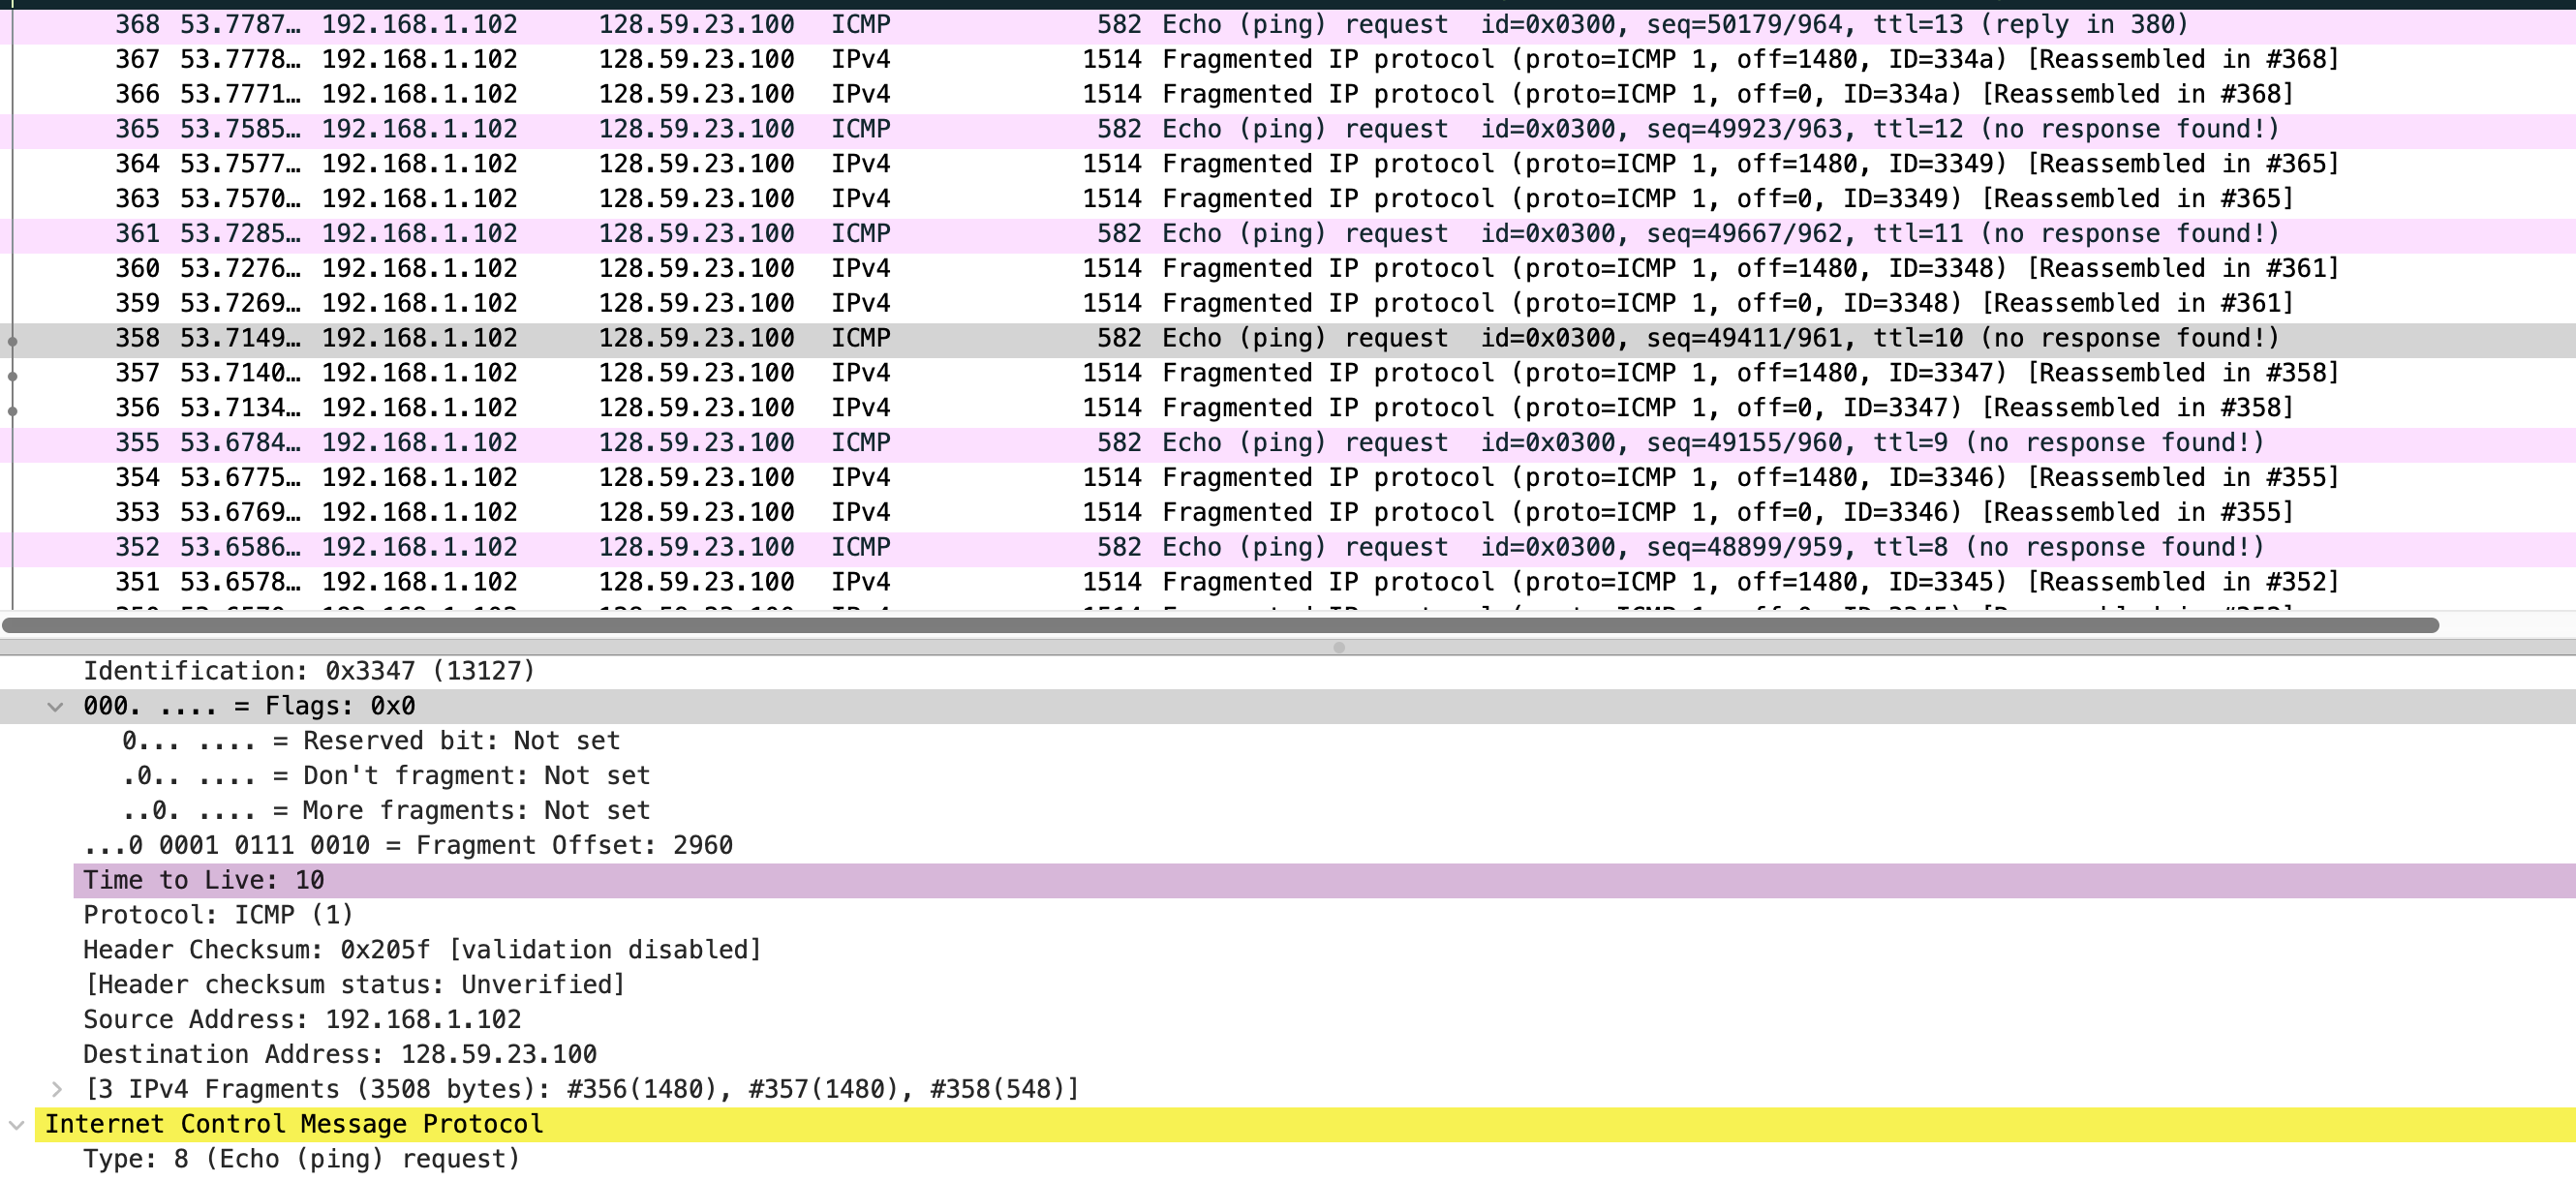 368 53.7787… 192.168.1.102 128.59.23.100 ICMP 582 Echo (ping) request id=0x0300, seq=50179/964, ttl=13 (reply in 380)
367 53.7778… 192.168.1.102 128.59.23.100 IPv4 1514 Fragmented IP protocol (proto=ICMP 1, off=1480, ID=334a) [Reassembled in #368]
366 53.7771… 192.168.1.102 128.59.23.100 IPv4 1514 Fragmented IP protocol (proto=ICMP 1, off=0, ID=334a) [Reassembled in #368]
365 53.7585… 192.168.1.102 128.59.23.100 ICMP 582 Echo (ping) request id=0x0300, seq=49923/963, ttl=12 (no response found!)
364 53.7577… 192.168.1.102 128.59.23.100 IPv4 1514 Fragmented IP protocol (proto=ICMP 1, off=1480, ID=3349) [Reassembled in #365]
363 53.7570… 192.168.1.102 128.59.23.100 IPv4 1514 Fragmented IP protocol (proto=ICMP 1, off=0, ID=3349) [Reassembled in #365]
361 53.7285… 192.168.1.102 128.59.23.100 ICMP 582 Echo (ping) request id=0x0300, seq=49667/962, ttl=11 (no response found!)
360 53.7276… 192.168.1.102 128.59.23.100 IPv4 1514 Fragmented IP protocol (proto=ICMP 1, off=1480, ID=3348) [Reassembled in #361]
359 53.7269… 192.168.1.102 128.59.23.100 IPv4 1514 Fragmented IP protocol (proto=ICMP 1, off=0, ID=3348) [Reassembled in #361]
358 53.7149… 192.168.1.102 128.59.23.100 ICMP 582 Echo (ping) request id=0x0300, seq=49411/961, ttl=10 (no response found!)
357 53.7140… 192.168.1.102 128.59.23.100 IPv4 1514 Fragmented IP protocol (proto=ICMP 1, off=1480, ID=3347) [Reassembled in #358]
356 53.7134… 192.168.1.102 128.59.23.100 IPv4 1514 Fragmented IP protocol (proto=ICMP 1, off=0, ID=3347) [Reassembled in #358]
355 53.6784… 192.168.1.102 128.59.23.100 ICMP 582 Echo (ping) request id=0x0300, seq=49155/960, ttl=9 (no response found!)
354 53.6775… 192.168.1.102 128.59.23.100 IPv4 1514 Fragmented IP protocol (proto=ICMP 1, off=1480, ID=3346) [Reassembled in #355]
353 53.6769… 192.168.1.102 128.59.23.100 IPv4 1514 Fragmented IP protocol (proto=ICMP 1, off=0, ID=3346) [Reassembled in #355]
352 53.6586… 192.168.1.102 128.59.23.100 ICMP 582 Echo (ping) request id=0x0300, seq=48899/959, ttl=8 (no response found!)
351 53.6578… 192.168.1.102 128.59.23.100 IPv4 1514 Fragmented IP protocol (proto=ICMP 1, off=1480, ID=3345) [Reassembled in #352]
Identification: 0x3347 (13127)
000. .... = Flags: 0x0
0... .... = Reserved bit: Not set
.0.. .... = Don't fragment: Not set
..0. .... = More fragments: Not set
...0 0001 0111 0010 = Fragment Offset: 2960
Time to Live: 10
Protocol: ICMP (1)
Header Checksum: 0x205f [validation disabled]
[Header checksum status: Unverified]
Source Address: 192.168.1.102
Destination Address: 128.59.23.100
[3 IPv4 Fragments (3508 bytes): #356(1480), #357(1480), #358(548)]
Internet Control Message Protocol
Type: 8 (Echo (ping) request)